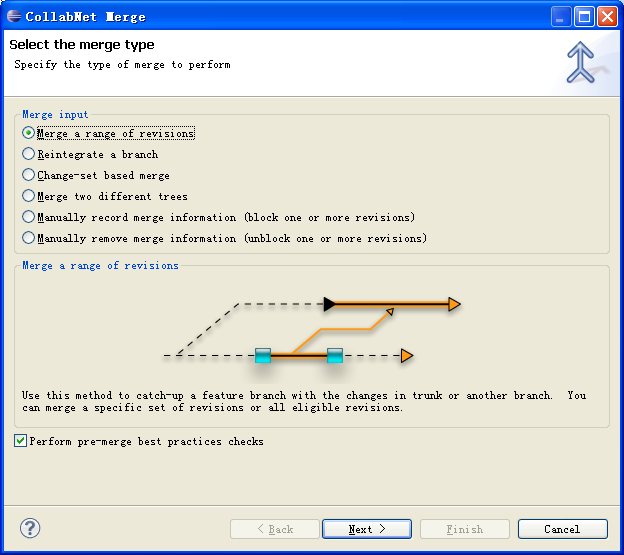 CollabNet Merge
Select the merge type
Specify the type of merge to perform
Merge input
Merge a range of revisions
Reintegrate a branch
Change-set based merge
Merge two different trees
Manually record merge information (block one or more revisions)
Manually remove merge information (unblock one or more revisions)
Merge a range of revisions
Use this method to catch-up a feature branch with the changes in trunk or another branch.  You
can merge a specific set of revisions or all eligible revisions.
Perform pre-merge best practices checks
?
< Back
Next >
Finish
Cancel